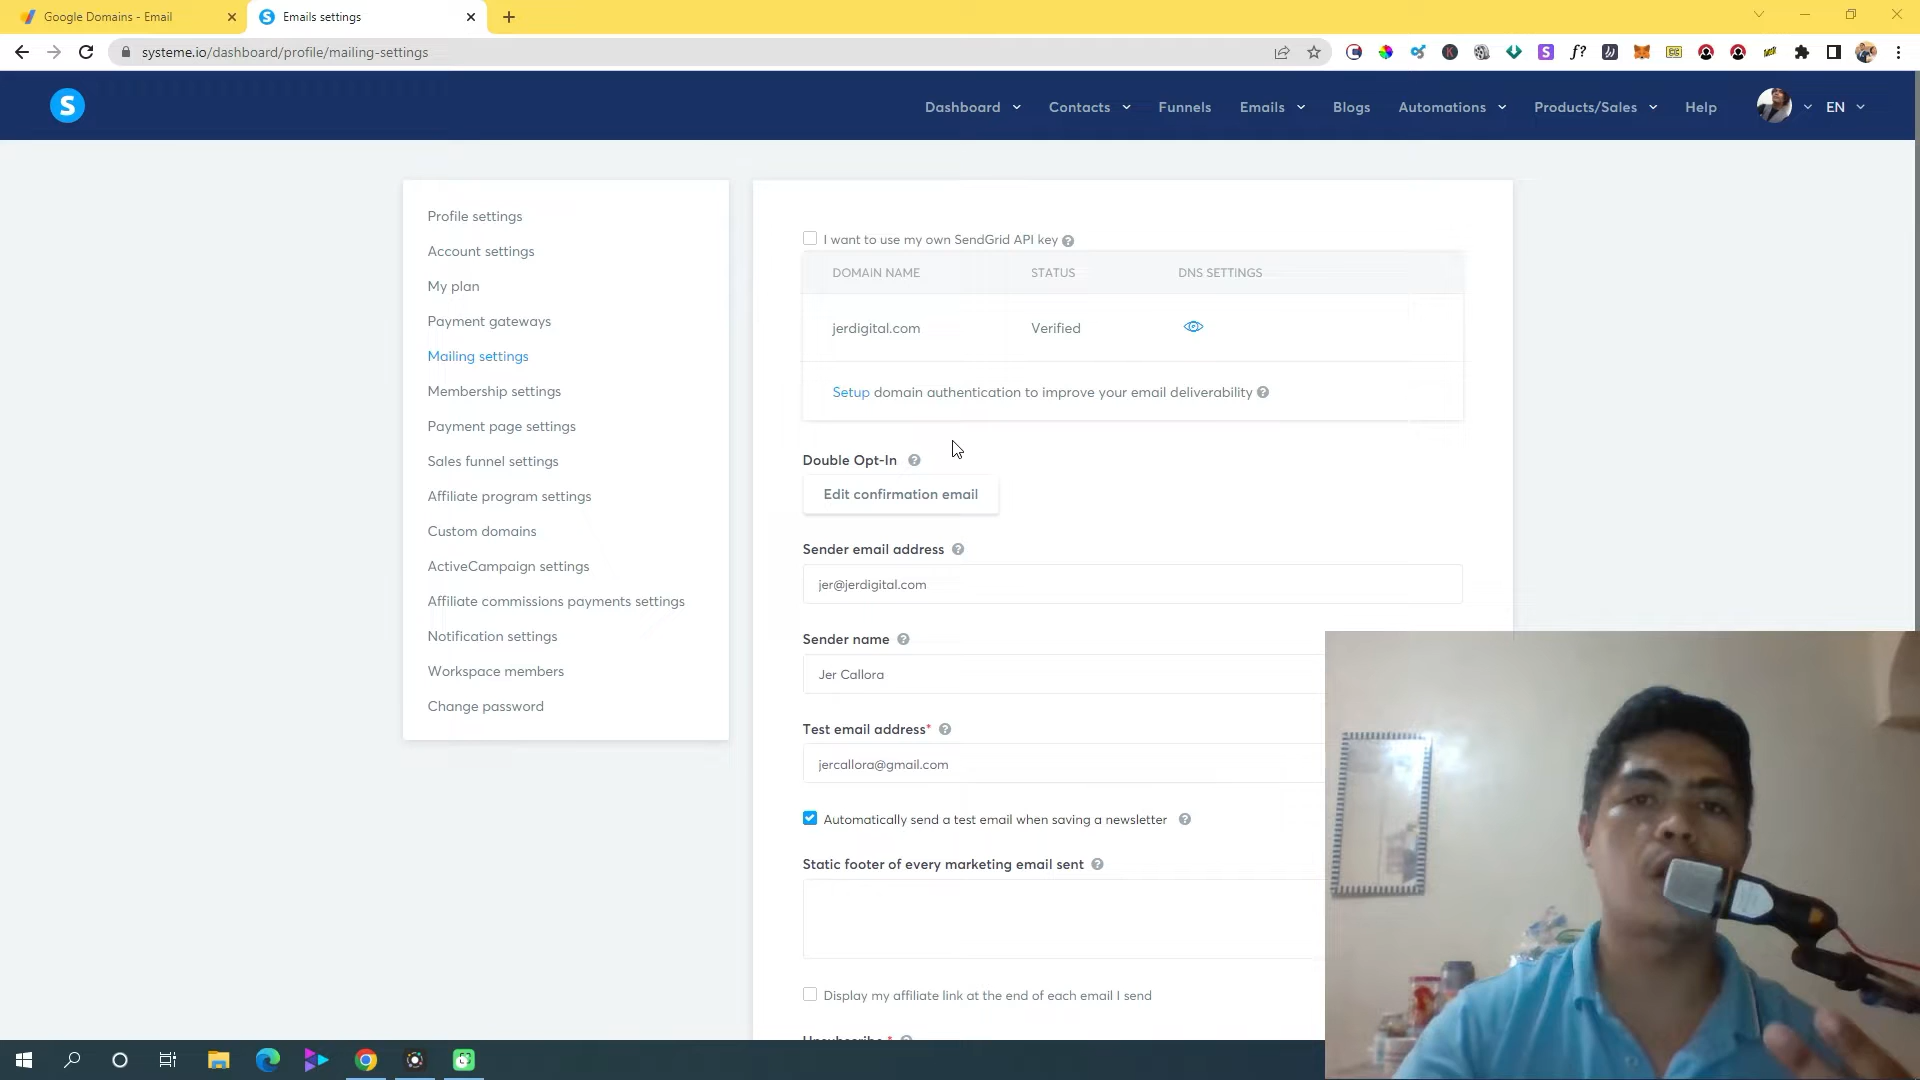 Google Domains - Email
Emails settings
systeme.io/dashboard/profile/mailing-settings
S
Dashboard
Contacts
Funnels
Emails
Blogs
Automations
Products/Sales
Help
EN
Profile settings
Account settings
My plan
Payment gateways
Mailing settings
Membership settings
Payment page settings
Sales funnel settings
Affiliate program settings
Custom domains
ActiveCampaign settings
Affiliate commissions payments settings
Notification settings
Workspace members
Change password
I want to use my own SendGrid API key ?
DOMAIN NAME STATUS DNS SETTINGS
jerdigital.com Verified
Setup domain authentication to improve your email deliverability ?
Double Opt-In ?
Edit confirmation email
Sender email address ?
jer@jerdigital.com
Sender name ?
Jer Callora
Test email address* ?
jercallora@gmail.com
Automatically send a test email when saving a newsletter ?
Static footer of every marketing email sent ?
Display my affiliate link at the end of each email I send